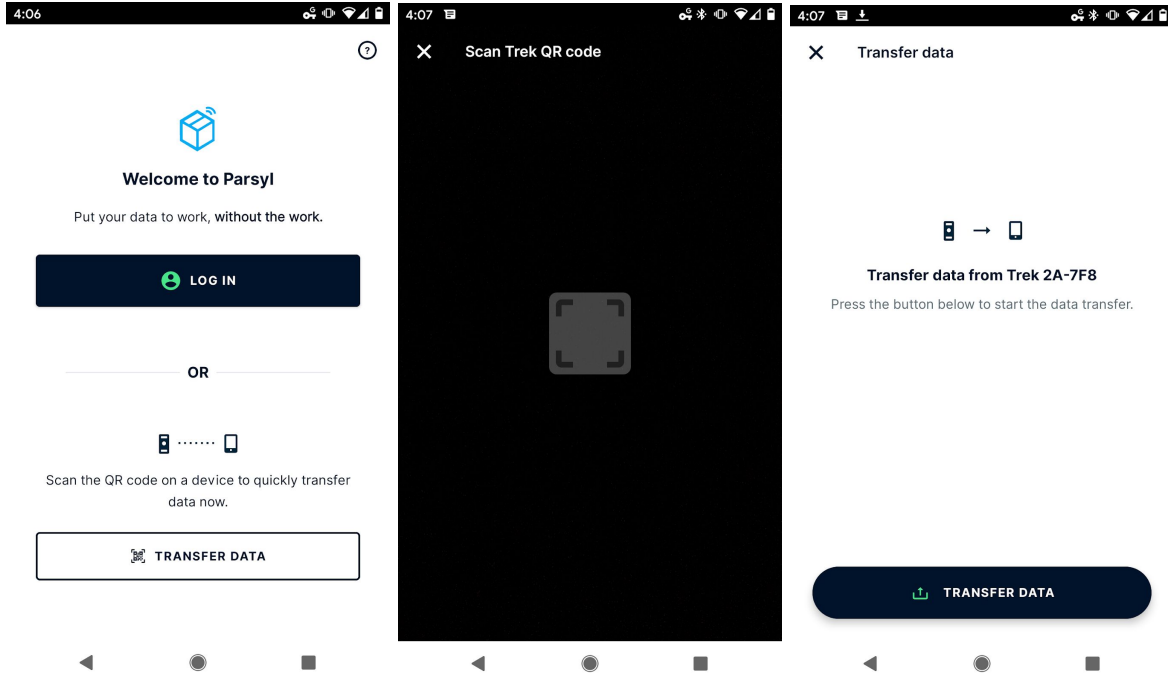 4:06
?
Welcome to Parsyl
Put your data to work, without the work.
LOG IN
OR
Scan the QR code on a device to quickly transfer
data now.
TRANSFER DATA
4:07
G
Scan Trek QR code
4:07
G
Transfer data
Transfer data from Trek 2A-7F8
Press the button below to start the data transfer.
TRANSFER DATA